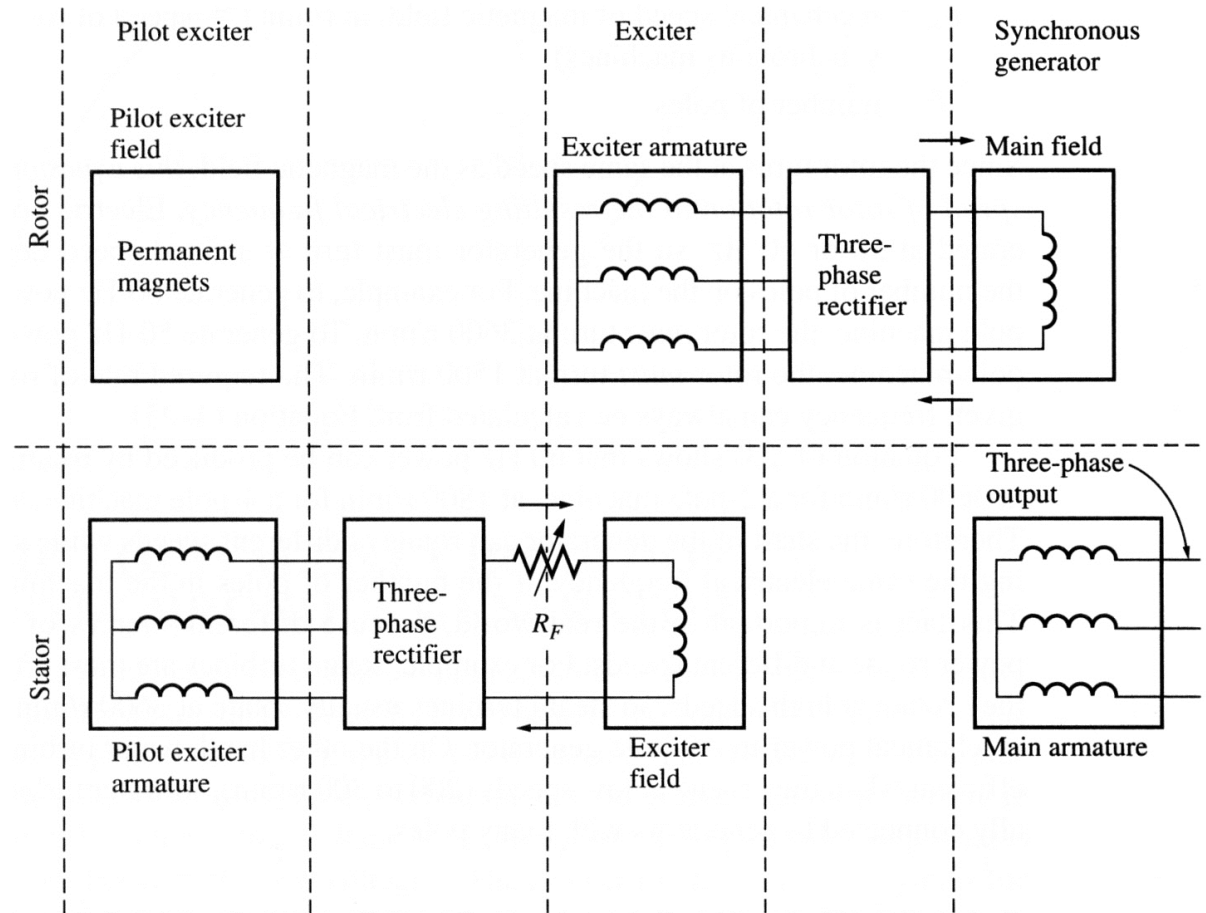 Pilot exciter
Exciter
Synchronous
generator
Pilot exciter
field
Exciter armature
Main field
Rotor
Permanent
magnets
Three-
phase
rectifier
Three-phase
output
Stator
Three-
phase
rectifier
R_F
Pilot exciter
armature
Exciter
field
Main armature